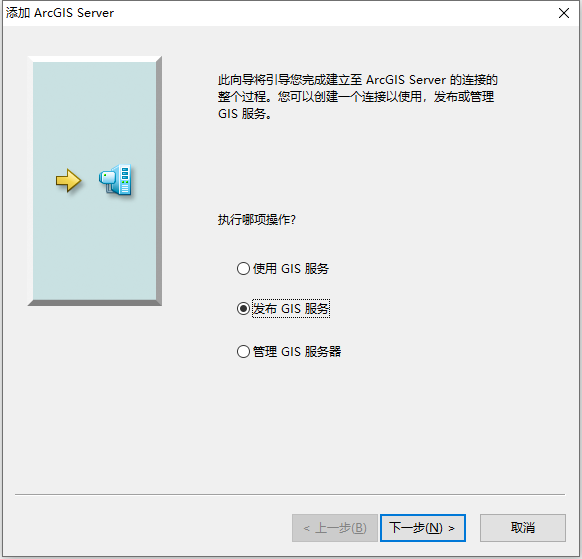 添加 ArcGIS Server
此向导将引导您完成建立至 ArcGIS Server 的连接的
整个过程。您可以创建一个连接以使用，发布或管理
GIS 服务。
执行哪项操作?
使用 GIS 服务
发布 GIS 服务
管理 GIS 服务器
< 上一步(B)
下一步(N) >
取消